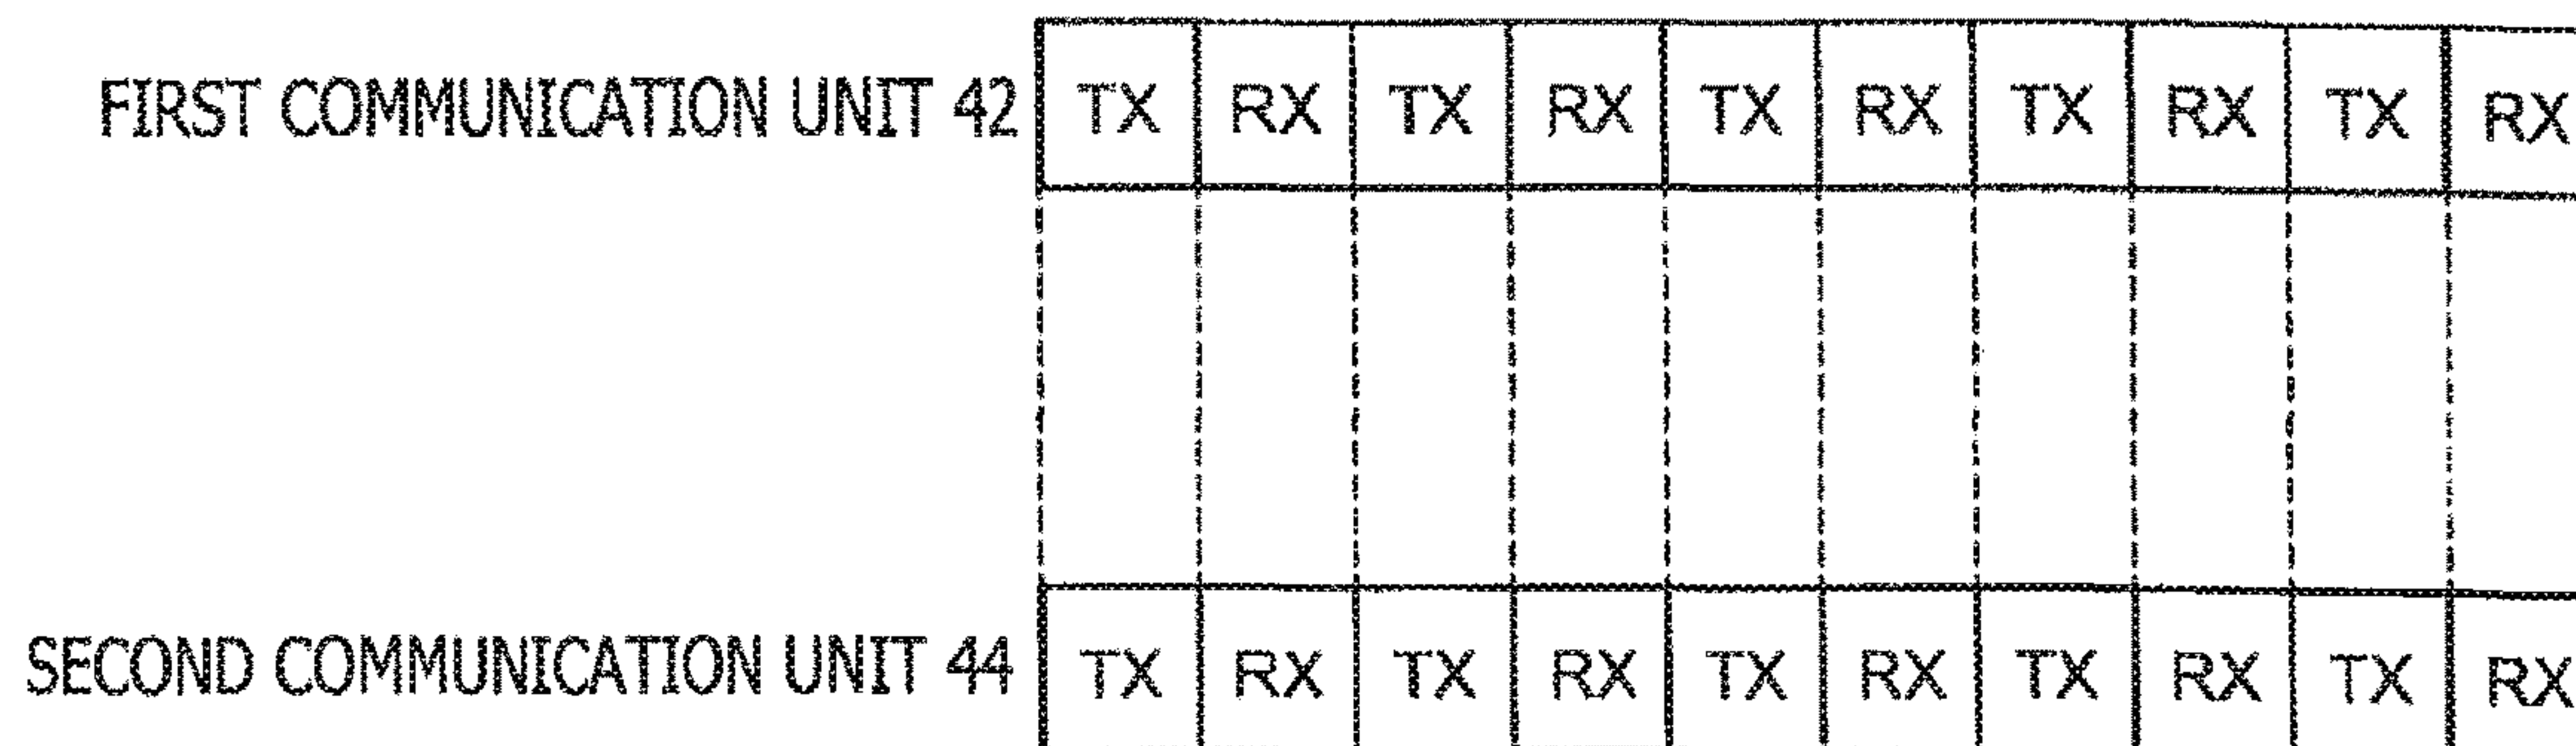 FIRST COMMUNICATION UNIT 42 TX RX TX RX TX RX TX RX TX RX
SECOND COMMUNICATION UNIT 44 TX RX TX RX TX RX TX RX TX RX